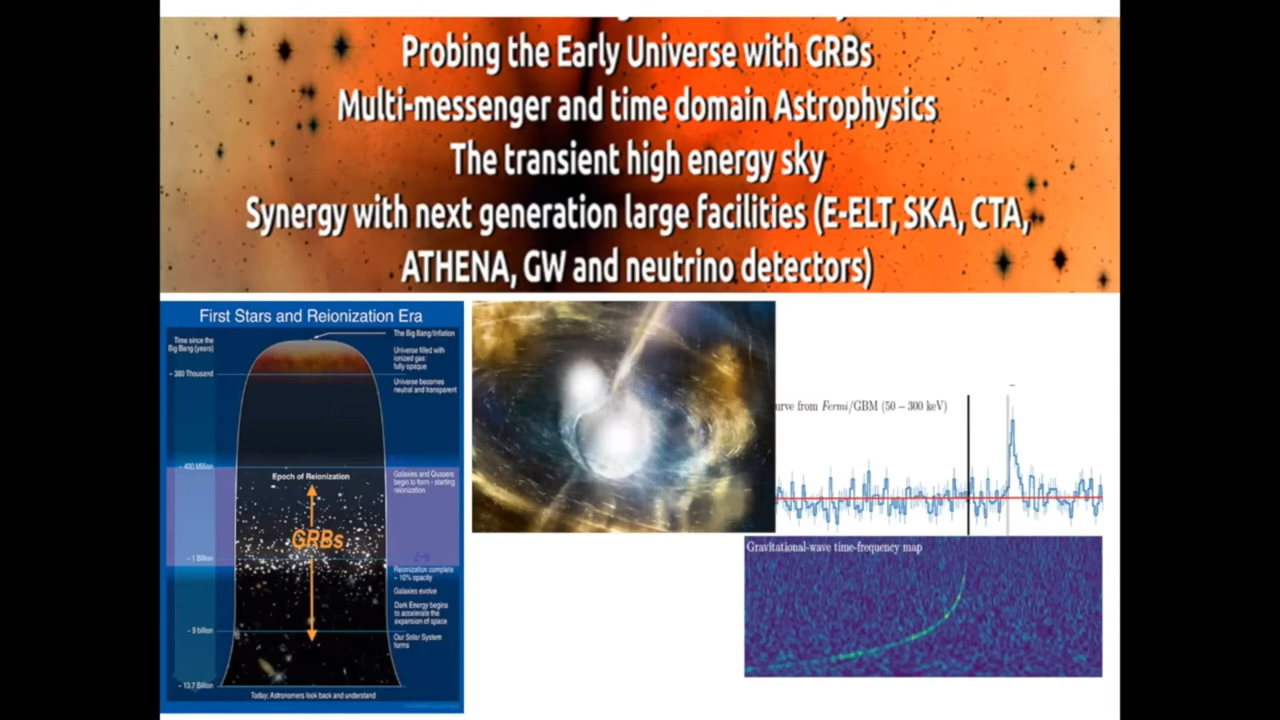 Probing the Early Universe with GRBs
Multi-messenger and time domain Astrophysics
The transient high energy sky
Synergy with next generation large facilities (E-ELT, SKA, CTA,
ATHENA, GW and neutrino detectors)
First Stars and Reionization Era
Time since the
Big Bang (years)
The Big Bang/Inflation
Universe filled with
ionized gas:
fully opaque
~ 380 Thousand
Universe becomes
neutral and transparent
~ 400 Million
Galaxies and Quasars
begin to form - starting
reionization.
Epoch of Reionization
GRBs
~ 1 Billion
Reionization complete
~ 10% opacity
Galaxies evolve
Dark Energy begins
to accelerate the
expansion of space
~ 9 billion
Our Solar System
forms
~ 13.7 Billion
Today: Astronomers look back and understand
urve from Fermi/GBM (50 – 300 keV)
Gravitational-wave time-frequency map